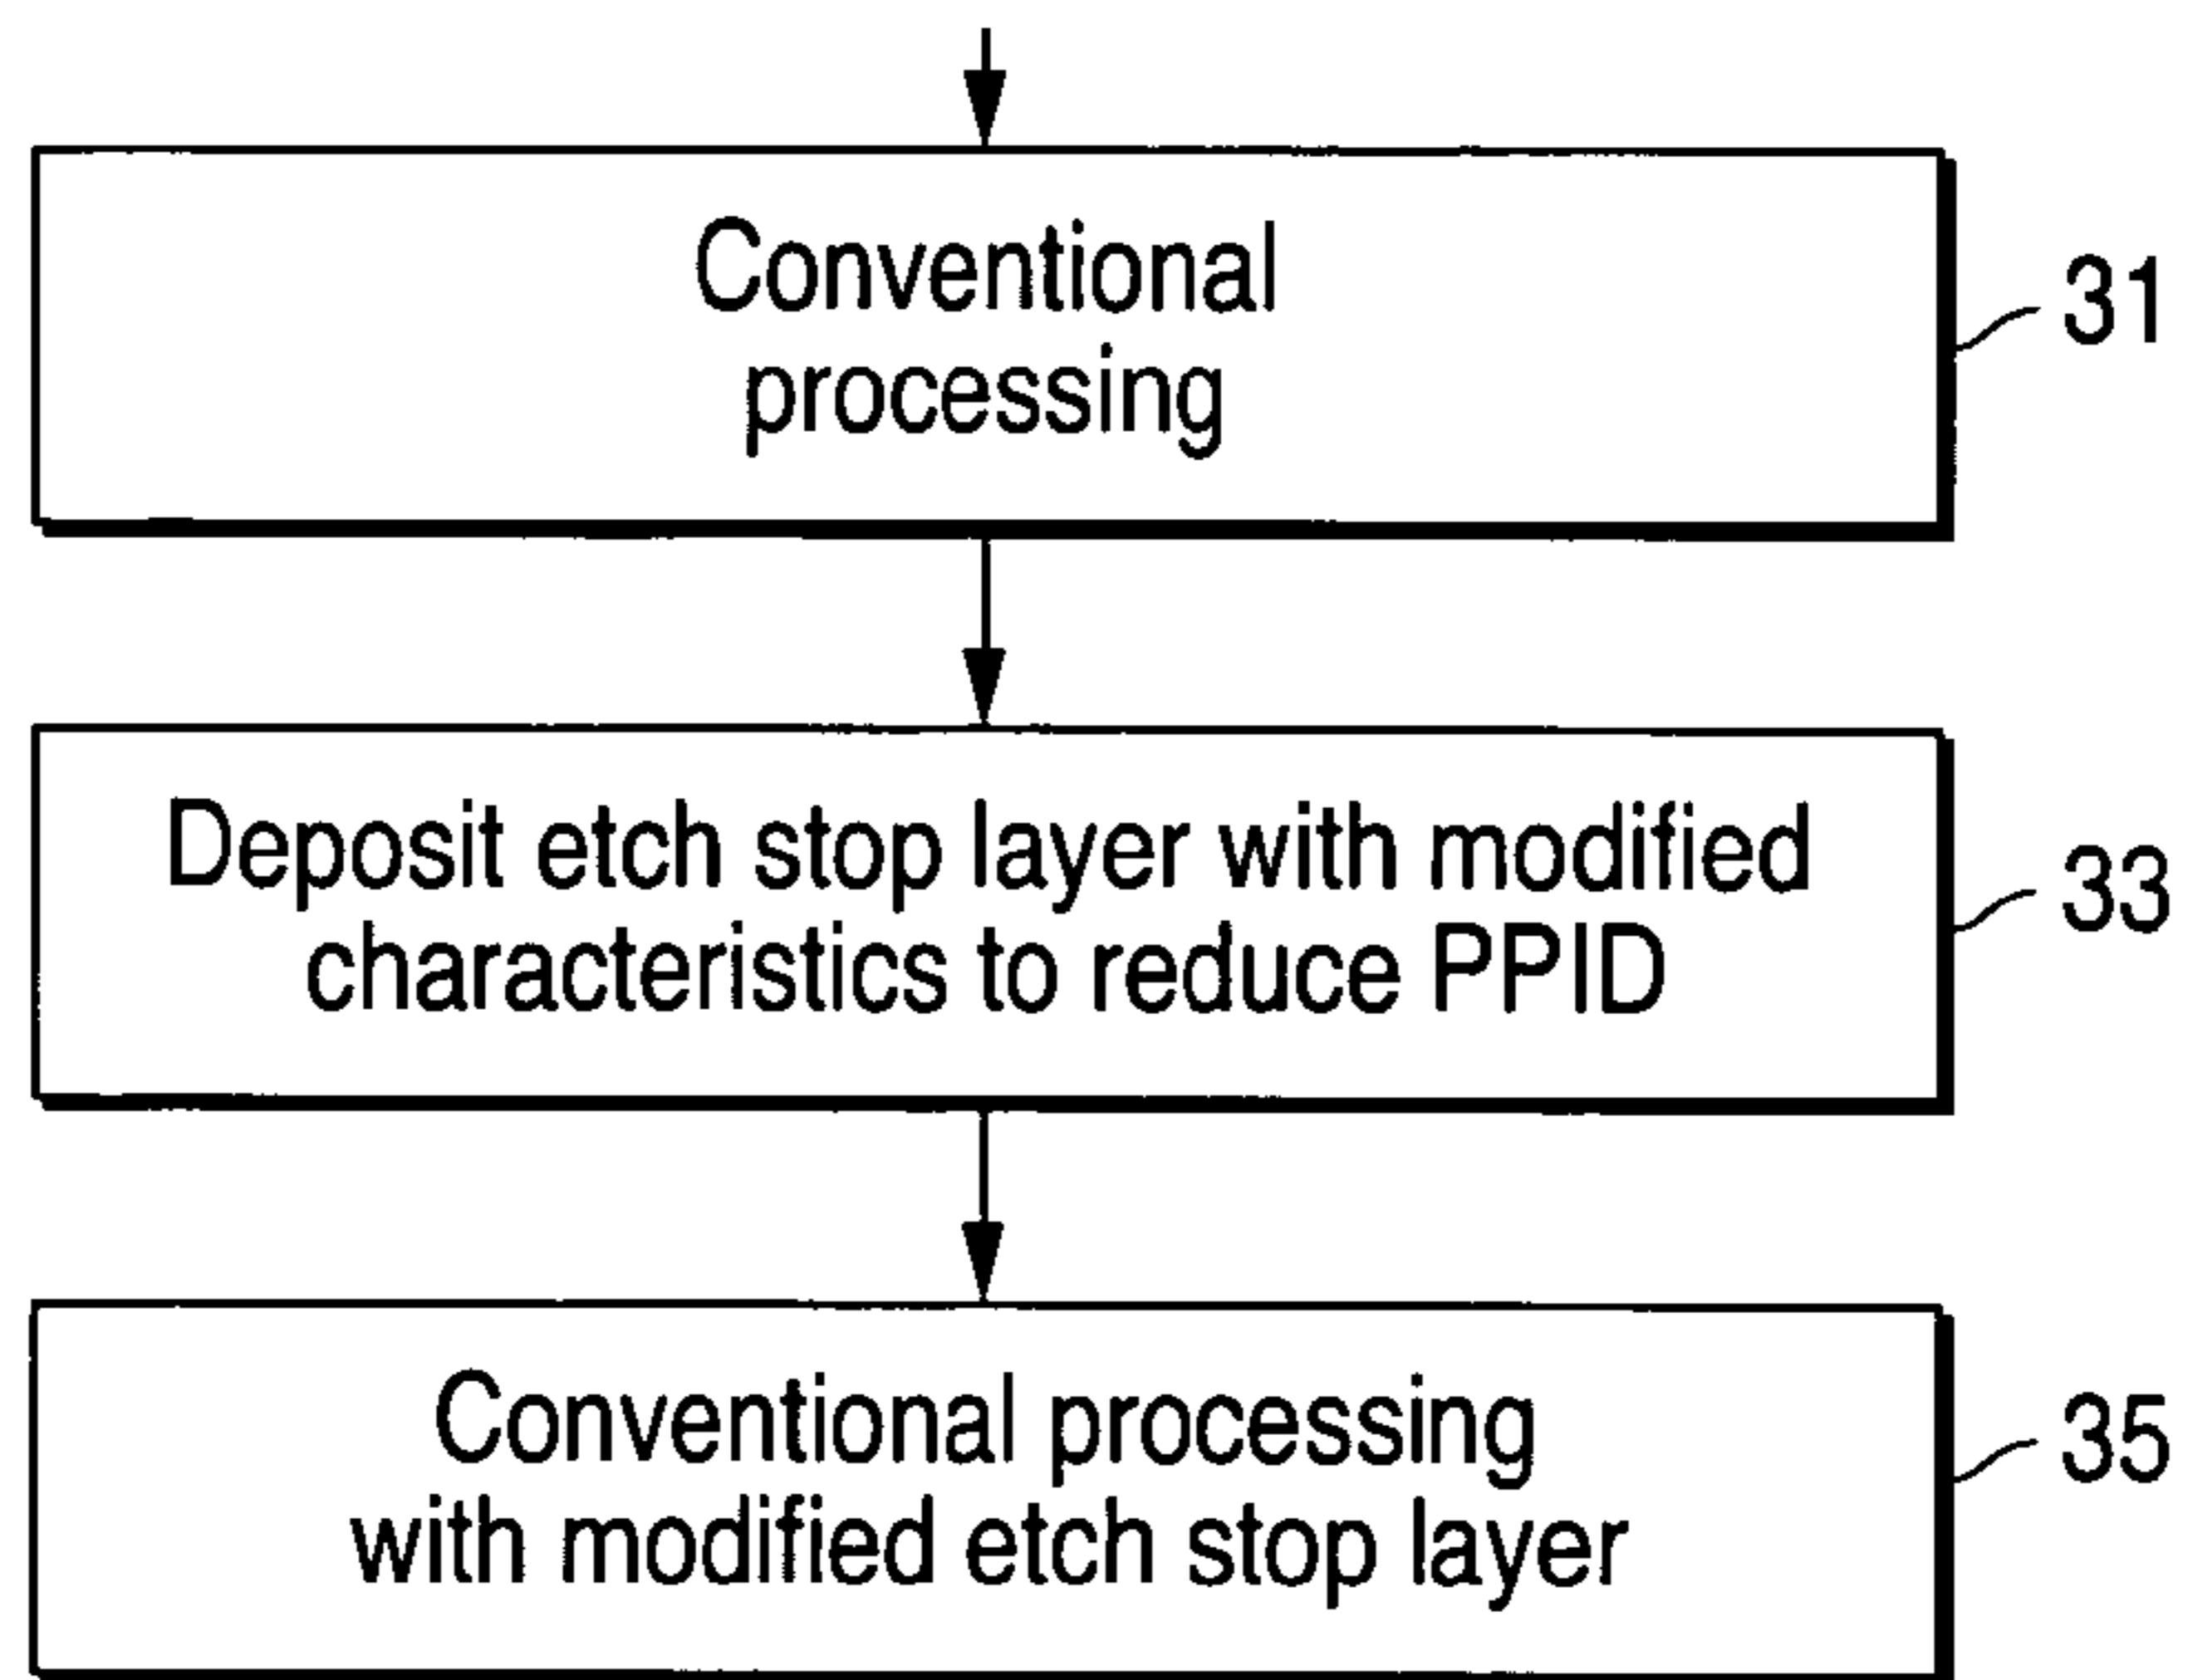 Conventional
processing
31
Deposit etch stop layer with modified
characteristics to reduce PPID
33
Conventional processing
with modified etch stop layer
35